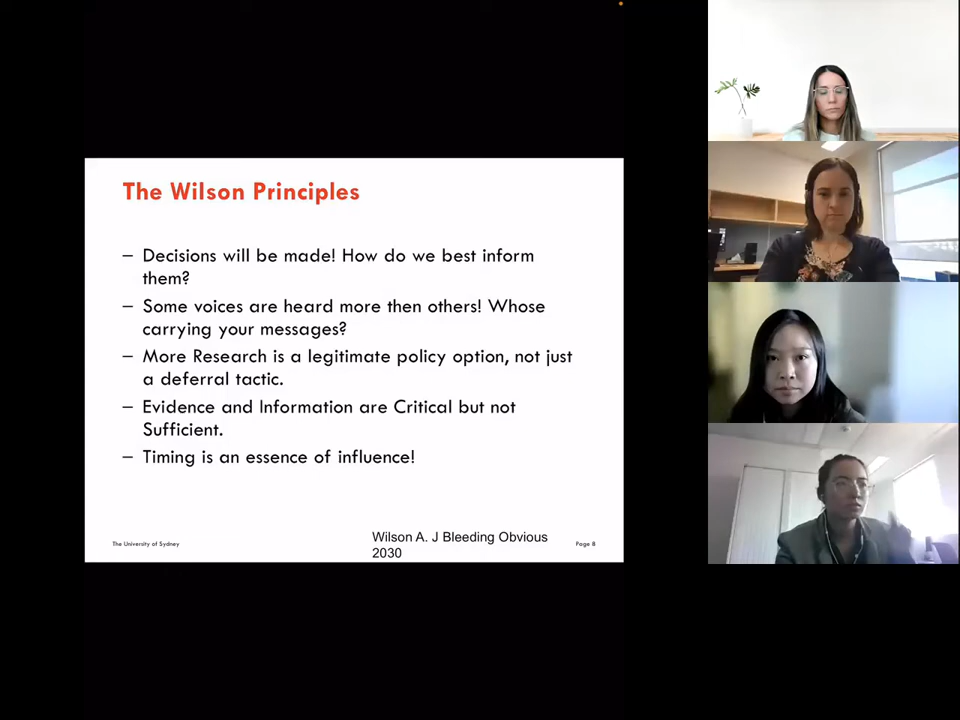 The Wilson Principles
– Decisions will be made! How do we best inform
them?
– Some voices are heard more then others! Whose
carrying your messages?
– More Research is a legitimate policy option, not just
a deferral tactic.
– Evidence and Information are Critical but not
Sufficient.
– Timing is an essence of influence!
The University of Sydney
Wilson A. J Bleeding Obvious
2030
Page 8